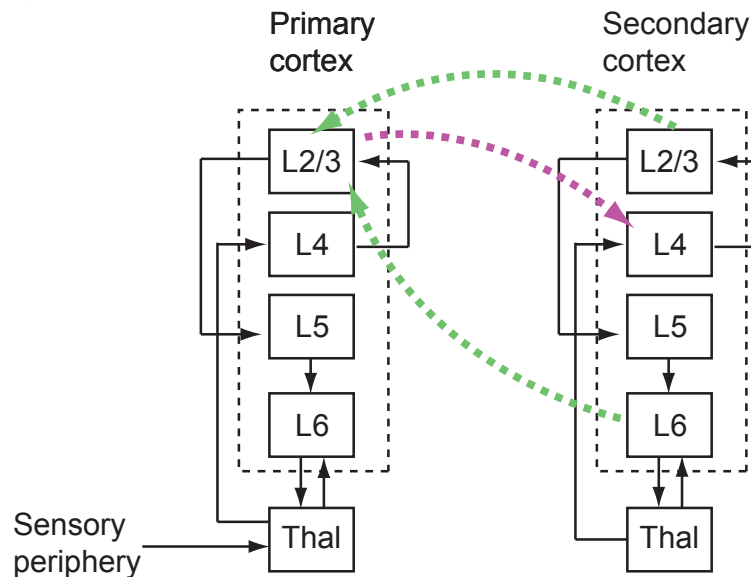 Primary
cortex
L2/3
L4
L5
L6
Thal
Sensory
periphery
Secondary
cortex
L2/3
L4
L5
L6
Thal